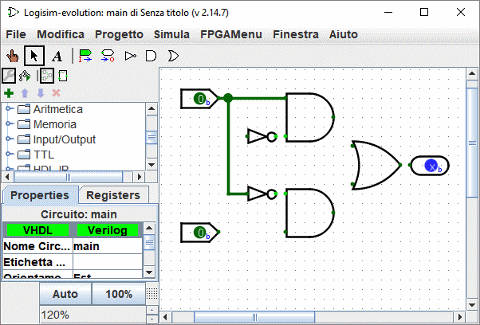 Logisim-evolution: main di Senza titolo (v 2.14.7)
File Modifica Progetto Simula FPGAMenu Finestra Aiuto
A
Aritmetica
Memoria
Input/Output
TTL
HDL-IP
Properties Registers
Circuito: main
VHDL Verilog
Nome Circ... main
Etichetta ...
Orientame... Est
Auto 100%
120%
0
b
x
b
0
b